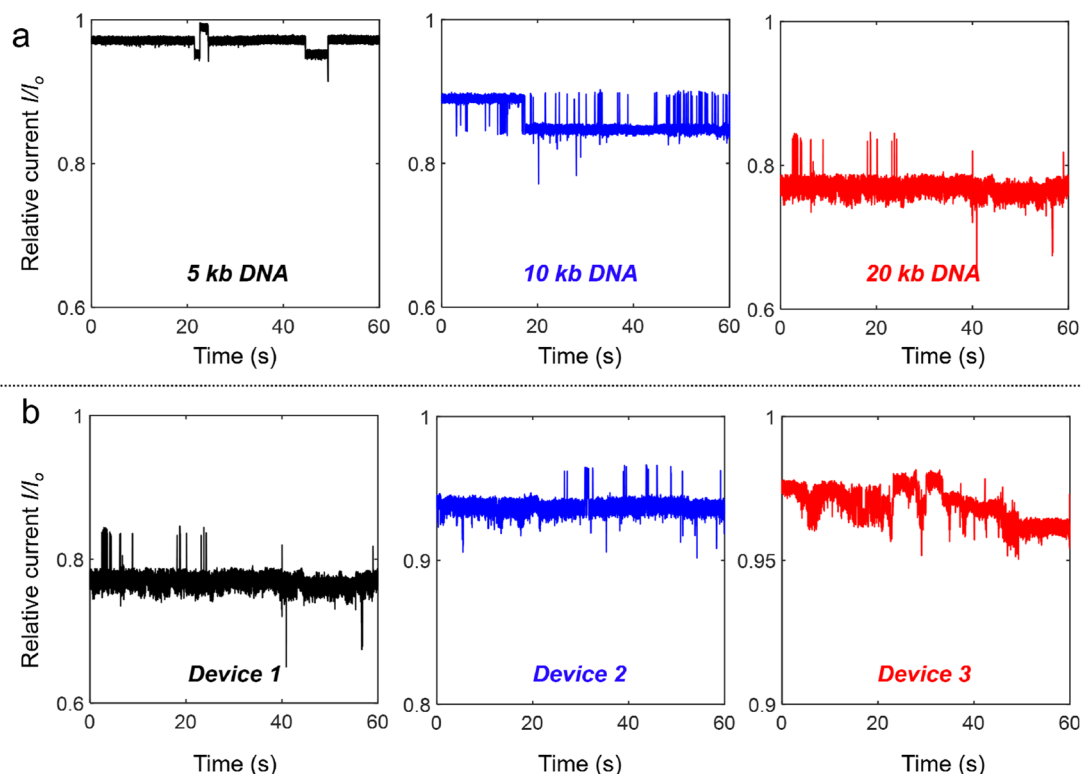 a
Relative current I/Io
1
0.8
0.6
0
20
40
60
Time (s)
5 kb DNA
1
0.8
0.6
0
20
40
60
Time (s)
10 kb DNA
1
0.8
0.6
0
20
40
60
Time (s)
20 kb DNA
b
Relative current I/Io
1
0.8
0.6
0
20
40
60
Time (s)
Device 1
1
0.9
0.8
0
20
40
60
Time (s)
Device 2
1
0.95
0.9
0
20
40
60
Time (s)
Device 3